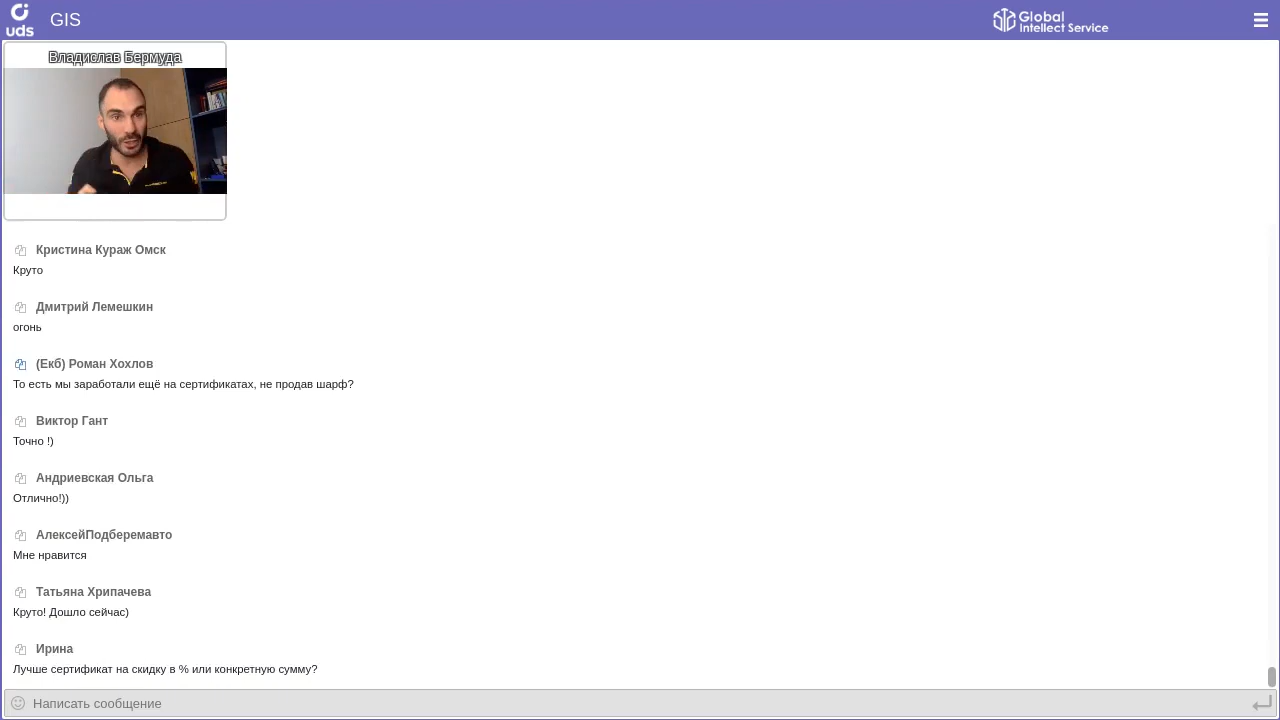 uds
GIS
Global
Intellect Service
Владислав Бермуда
Кристина Кураж Омск
Круто
Дмитрий Лемешкин
огонь
(Екб) Роман Хохлов
То есть мы заработали ещё на сертификатах, не продав шарф?
Виктор Гант
Точно !)
Андриевская Ольга
Отлично!))
АлексейПодберемавто
Мне нравится
Татьяна Хрипачева
Круто! Дошло сейчас)
Ирина
Лучше сертификат на скидку в % или конкретную сумму?
Написать сообщение